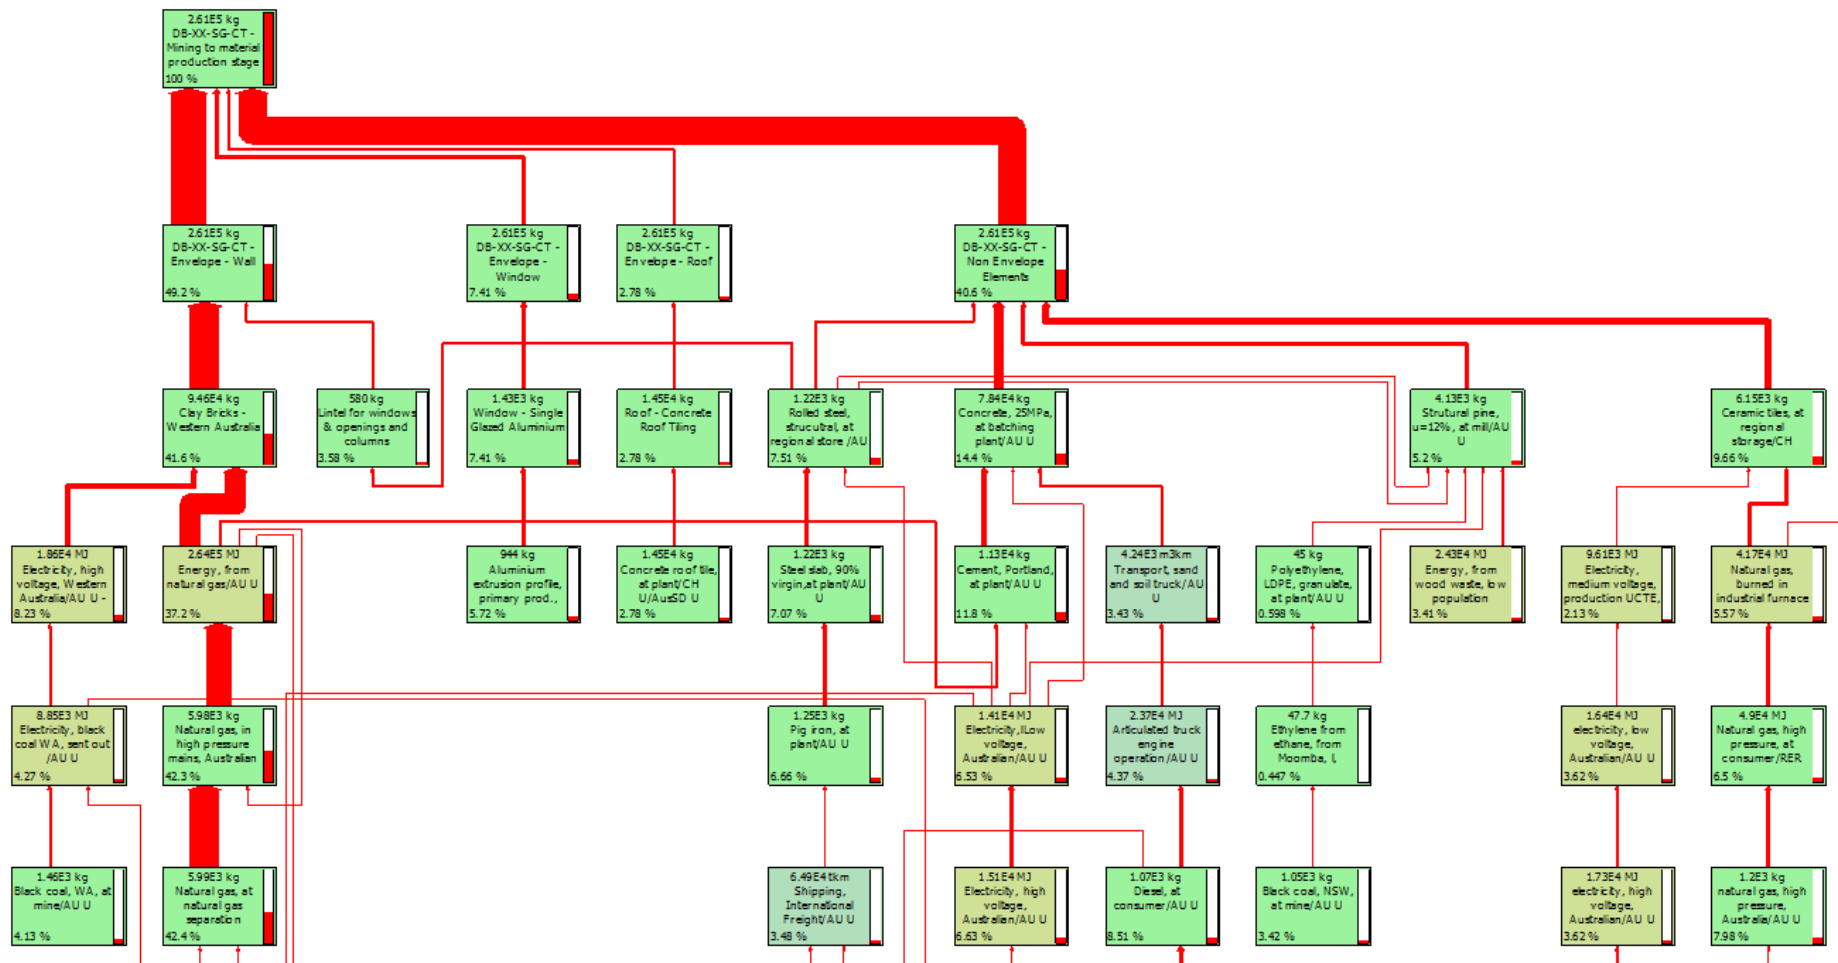 2.61E5 kg
DB-XX-SG-CT -
Mining to material
production stage
100 %
2.61E5 kg
DB-XX-SG-CT -
Envelope - Wall
49.2 %
2.61E5 kg
DB-XX-SG-CT -
Envelope -
Window
7.41 %
2.61E5 kg
DB-XX-SG-CT -
Envelope - Roof
2.78 %
2.61E5 kg
DB-XX-SG-CT -
Non Envelope
Elements
40.6 %
9.46E4 kg
Clay Bricks -
Western Australia
41.6 %
580 kg
Lintel for windows
& openings and
columns
3.58 %
1.43E3 kg
Window - Single
Glazed Aluminium
7.41 %
1.45E4 kg
Roof - Concrete
Roof Tiling
2.78 %
1.22E3 kg
Rolled steel,
strucutral, at
regional store /AU
7.51 %
7.84E4 kg
Concrete, 25MPa,
at batching
plant/AU U
14.4 %
4.13E3 kg
Strutural pine,
u=12%, at mill/AU
U
5.2 %
6.15E3 kg
Ceramic tiles, at
regional
storage/CH
9.66 %
1.86E4 MJ
Electricity, high
voltage, Western
Australia/AU U -
8.23 %
2.64E5 MJ
Energy, from
natural gas/AU U
37.2 %
944 kg
Aluminium
extrusion profile,
primary prod.,
5.72 %
1.45E4 kg
Concrete roof tile,
at plant/CH
U/AusSD U
2.78 %
1.22E3 kg
Steel slab, 90%
virgin,at plant/AU
U
7.07 %
1.13E4 kg
Cement, Portland,
at plant/AU U
11.8 %
4.24E3 m3km
Transport, sand
and soil truck/AU
U
3.43 %
45 kg
Polyethylene,
LDPE, granulate,
at plant/AU U
0.598 %
2.43E4 MJ
Energy, from
wood waste, low
population
3.41 %
9.61E3 MJ
Electricity,
medium voltage,
production UCTE,
2.13 %
4.17E4 MJ
Natural gas,
burned in
industrial furnace
5.57 %
8.85E3 MJ
Electricity, black
coal WA, sent out
/AU U
4.27 %
5.98E3 kg
Natural gas, in
high pressure
mains, Australian
42.3 %
1.25E3 kg
Pig iron, at
plant/AU U
6.66 %
1.41E4 MJ
Electricity,lLow
voltage,
Australian/AU U
6.53 %
2.37E4 MJ
Articulated truck
engine
operation/AU U
4.37 %
47.7 kg
Ethylene from
ethane, from
Moomba, l,
0.447 %
1.64E4 MJ
electricity, low
voltage,
Australian/AU U
3.62 %
4.9E4 MJ
Natural gas, high
pressure, at
consumer/RER
6.5 %
1.46E3 kg
Black coal, WA, at
mine/AU U
4.13 %
5.99E3 kg
Natural gas, at
natural gas
separation
42.4 %
6.49E4 tkm
Shipping,
International
Freight/AU U
3.48 %
1.51E4 MJ
Electricity, high
voltage,
Australian/AU U
6.63 %
1.07E3 kg
Diesel, at
consumer/AU U
8.51 %
1.05E3 kg
Black coal, NSW,
at mine/AU U
3.42 %
1.73E4 MJ
electricity, high
voltage,
Australian/AU U
3.62 %
1.2E3 kg
natural gas, high
pressure,
Australia/AU U
7.98 %